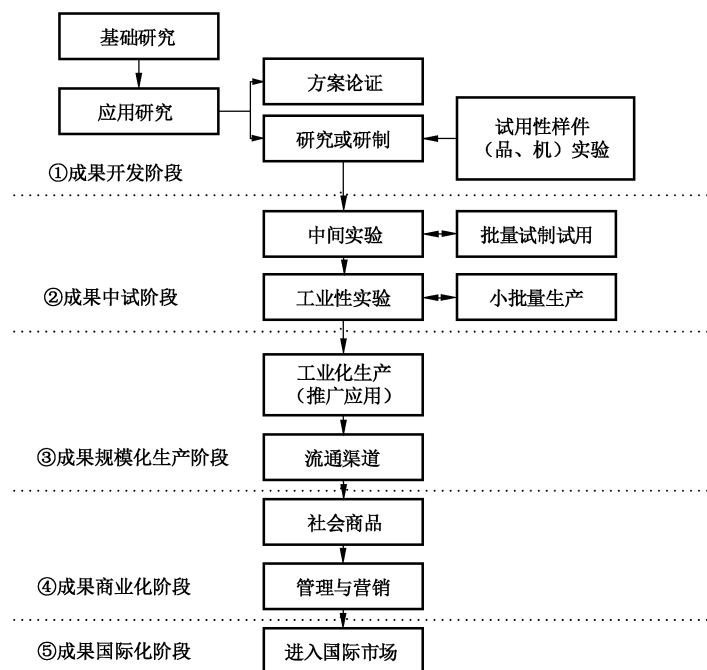 基础研究
应用研究
方案论证
研究或研制
试用性样件
（品、机）实验
①成果开发阶段
中间实验
批量试制试用
②成果中试阶段
工业性实验
小批量生产
工业化生产
（推广应用）
③成果规模化生产阶段
流通渠道
社会商品
④成果商业化阶段
管理与营销
⑤成果国际化阶段
进入国际市场